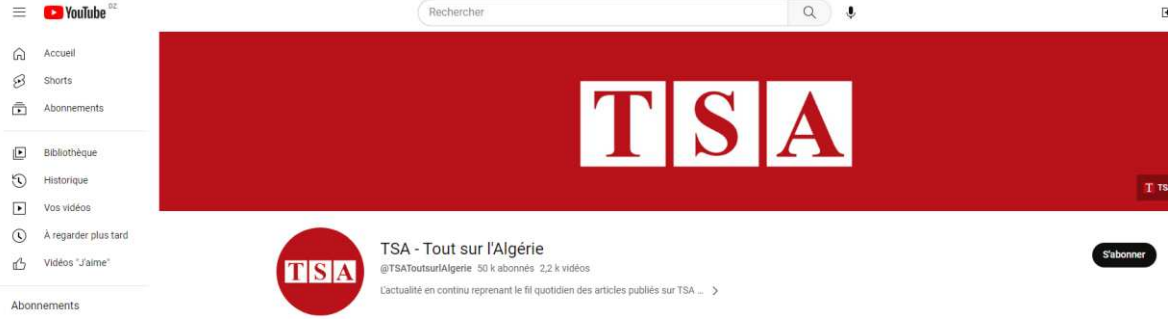 YouTube DZ
Rechercher
Accueil
Shorts
Abonnements
Bibliothèque
Historique
Vos vidéos
À regarder plus tard
Vidéos "J'aime"
Abonnements
TSA
T TS
TSA
TSA - Tout sur l'Algérie
@TSAToutsurlAlgerie 50 k abonnés 2,2 k vidéos
L'actualité en continu reprenant le fil quotidien des articles publiés sur TSA ...
S'abonner